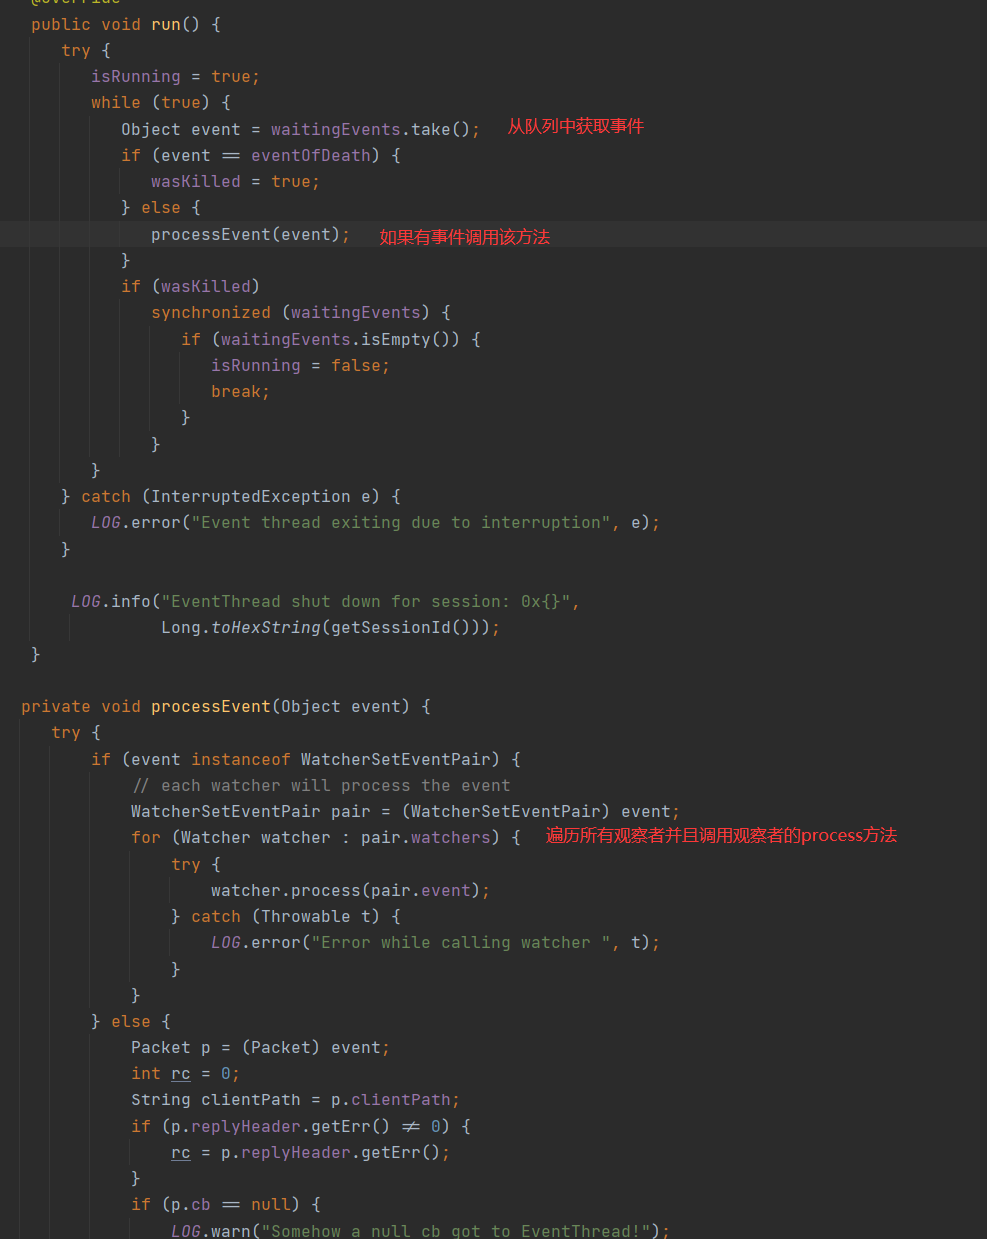 @Override
public void run() {
try {
isRunning = true;
while (true) {
Object event = waitingEvents.take(); 从队列中获取事件
if (event == eventOfDeath) {
wasKilled = true;
} else {
processEvent(event); 如果有事件调用该方法
}
if (wasKilled)
synchronized (waitingEvents) {
if (waitingEvents.isEmpty()) {
isRunning = false;
break;
}
}
}
} catch (InterruptedException e) {
LOG.error("Event thread exiting due to interruption", e);
}
LOG.info("EventThread shut down for session: 0x{}",
Long.toHexString(getSessionId()));
}
private void processEvent(Object event) {
try {
if (event instanceof WatcherSetEventPair) {
// each watcher will process the event
WatcherSetEventPair pair = (WatcherSetEventPair) event;
for (Watcher watcher : pair.watchers) { 遍历所有观察者并且调用观察者的process方法
try {
watcher.process(pair.event);
} catch (Throwable t) {
LOG.error("Error while calling watcher ", t);
}
}
} else {
Packet p = (Packet) event;
int rc = 0;
String clientPath = p.clientPath;
if (p.replyHeader.getErr() != 0) {
rc = p.replyHeader.getErr();
}
if (p.cb == null) {
LOG.warn("Somehow a null cb got to EventThread!");